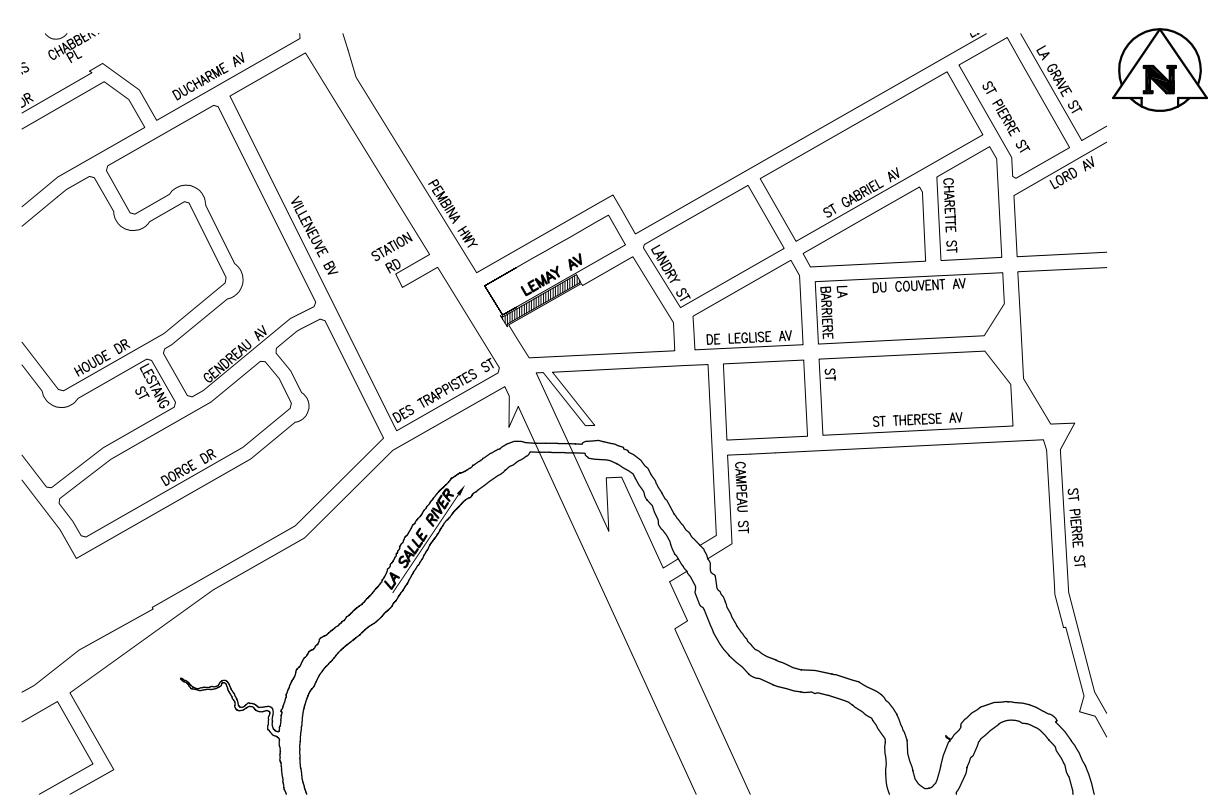 CHABBERT
PL
DUCHARME AV
LA GRAVE ST
N
ST PIERRE ST
LORD AV
PEMBINA HWY
VILLENEUVE BV
STATION
RD
LEMAY AV
LANDRY ST
ST GABRIEL AV
CHARETTE ST
DU COUVENT AV
LA
BARRIERE
ST
DE LEGLISE AV
HOUDE DR
LESTANG
ST
GENDREAU AV
DES TRAPPISTES ST
ST THERESE AV
DORGE DR
LA SALLE RIVER
CAMPEAU ST
ST PIERRE ST